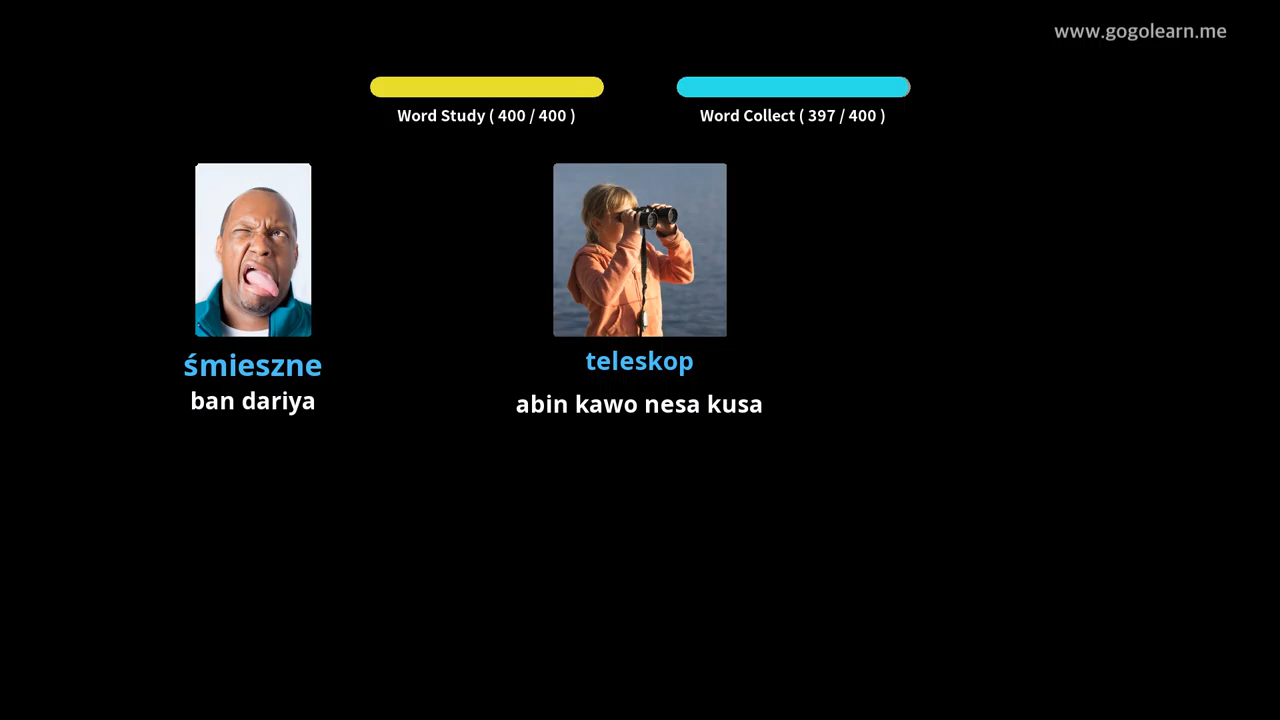 www.gogolearn.me
Word Study ( 400 / 400 )
Word Collect ( 397 / 400 )
śmieszne
ban dariya
teleskop
abin kawo nesa kusa